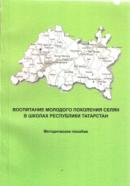 ВОСПИТАНИЕ МОЛОДОГО ПОКОЛЕНИЯ СЕЛЯН
В ШКОЛАХ РЕСПУБЛИКИ ТАТАРСТАН
Методическое пособие